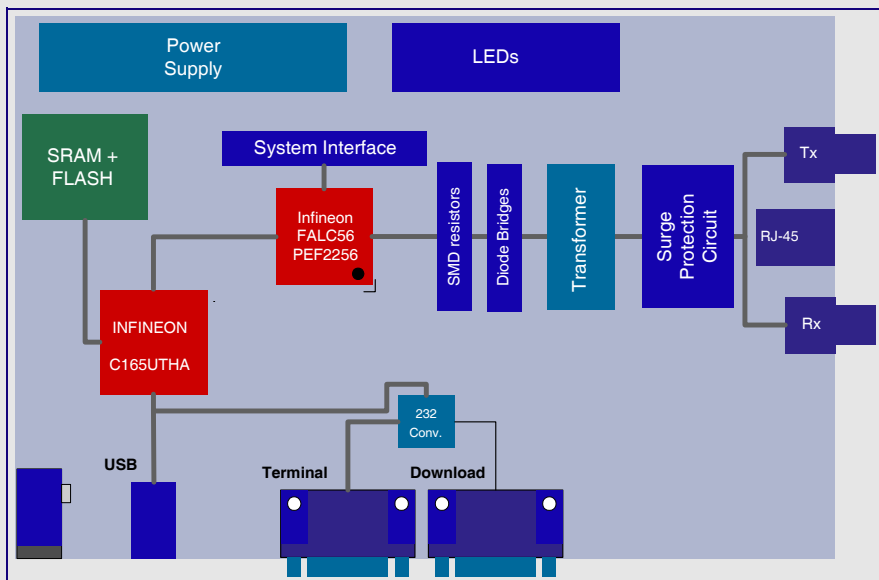 Power
Supply
LEDs
SRAM +
FLASH
System Interface
Infineon
FALC56
PEF2256
SMD resistors
Diode Bridges
Transformer
Surge
Protection
Circuit
Tx
RJ-45
Rx
INFINEON
C165UTHA
232
Conv.
USB
Terminal
Download